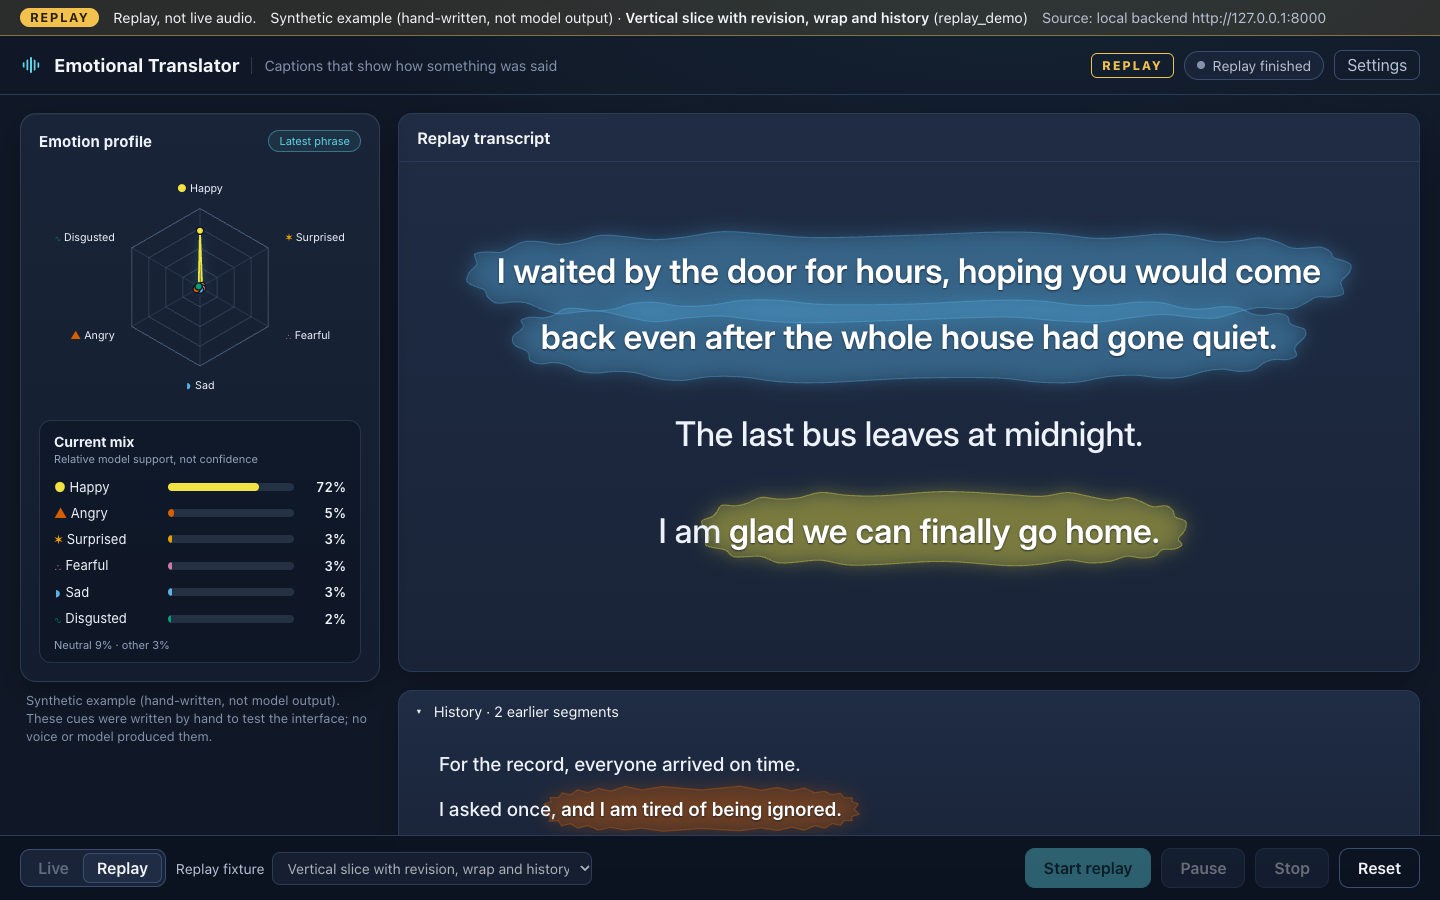 REPLAY Replay, not live audio. Synthetic example (hand-written, not model output) · Vertical slice with revision, wrap and history (replay_demo) Source: local backend http://127.0.0.1:8000
Emotional Translator Captions that show how something was said REPLAY Replay finished Settings
Emotion profile Latest phrase
Happy
Disgusted Surprised
Angry Fearful
Sad
Current mix
Relative model support, not confidence
Happy 72%
Angry 5%
Surprised 3%
Fearful 3%
Sad 3%
Disgusted 2%
Neutral 9% · other 3%
Synthetic example (hand-written, not model output).
These cues were written by hand to test the interface; no
voice or model produced them.
Replay transcript
I waited by the door for hours, hoping you would come
back even after the whole house had gone quiet.
The last bus leaves at midnight.
I am glad we can finally go home.
History · 2 earlier segments
For the record, everyone arrived on time.
I asked once, and I am tired of being ignored.
Live Replay Replay fixture Vertical slice with revision, wrap and history Start replay Pause Stop Reset